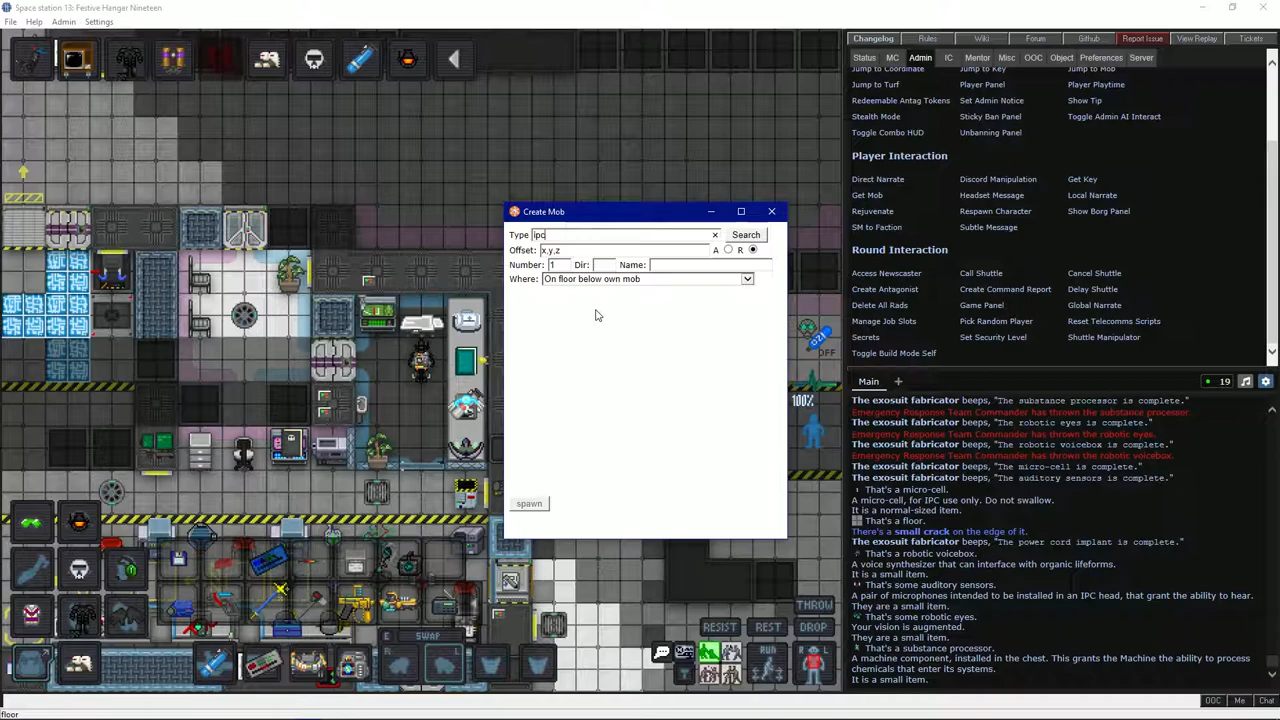 Space station 13: Festive Hanger Nineteen
File Help Admin Settings
Changelog Rules Wiki Forum Github Report Issue View Replay Tickets
Status MC Admin IC Mentor Misc OOC Object Preferences Server
Jump to Coordinate Jump to Key Jump to Mob
Jump to Turf Player Panel Player Playtime
Redeemable Antag Tokens Set Admin Notice Show Tip
Stealth Mode Sticky Ban Panel Toggle Admin AI Interact
Toggle Combo HUD Unbanning Panel
Player Interaction
Direct Narrate Discord Manipulation Get Key
Get Mob Headset Message Local Narrate
Rejuvenate Respawn Character Show Borg Panel
SM to Faction Subtle Message
Round Interaction
Access Newscaster Call Shuttle Cancel Shuttle
Create Antagonist Create Command Report Delay Shuttle
Delete All Rads Game Panel Global Narrate
Manage Job Slots Pick Random Player Reset Telecomms Scripts
Secrets Set Security Level Shuttle Manipulator
Toggle Build Mode Self
Create Mob
Type ipc Search
Offset: x,y,z A R
Number: 1 Dir: Name:
Where: On floor below own mob
spawn
OFF
100%
Main + 19
The exosuit fabricator beeps, "The substance processor is complete."
Emergency Response Team Commander has thrown the substance processor.
The exosuit fabricator beeps, "The robotic eyes is complete."
Emergency Response Team Commander has thrown the robotic eyes.
The exosuit fabricator beeps, "The robotic voicebox is complete."
Emergency Response Team Commander has thrown the robotic voicebox.
The exosuit fabricator beeps, "The micro-cell is complete."
The exosuit fabricator beeps, "The auditory sensors is complete."
That's a micro-cell.
A micro-cell, for IPC use only. Do not swallow.
It is a normal-sized item.
That's a floor.
There's a small crack on the edge of it.
The exosuit fabricator beeps, "The power cord implant is complete."
That's a robotic voicebox.
A voice synthesizer that can interface with organic lifeforms.
It is a small item.
That's some auditory sensors.
A pair of microphones intended to be installed in an IPC head, that grant the ability to hear.
They are a small item.
That's some robotic eyes.
Your vision is augmented.
They are a small item.
That's a substance processor.
A machine component, installed in the chest. This grants the Machine the ability to process
chemicals that enter its systems.
It is a small item.
THROW
RESIST REST DROP
E SWAP
R L
RUN
R L
OOC Me Chat
floor